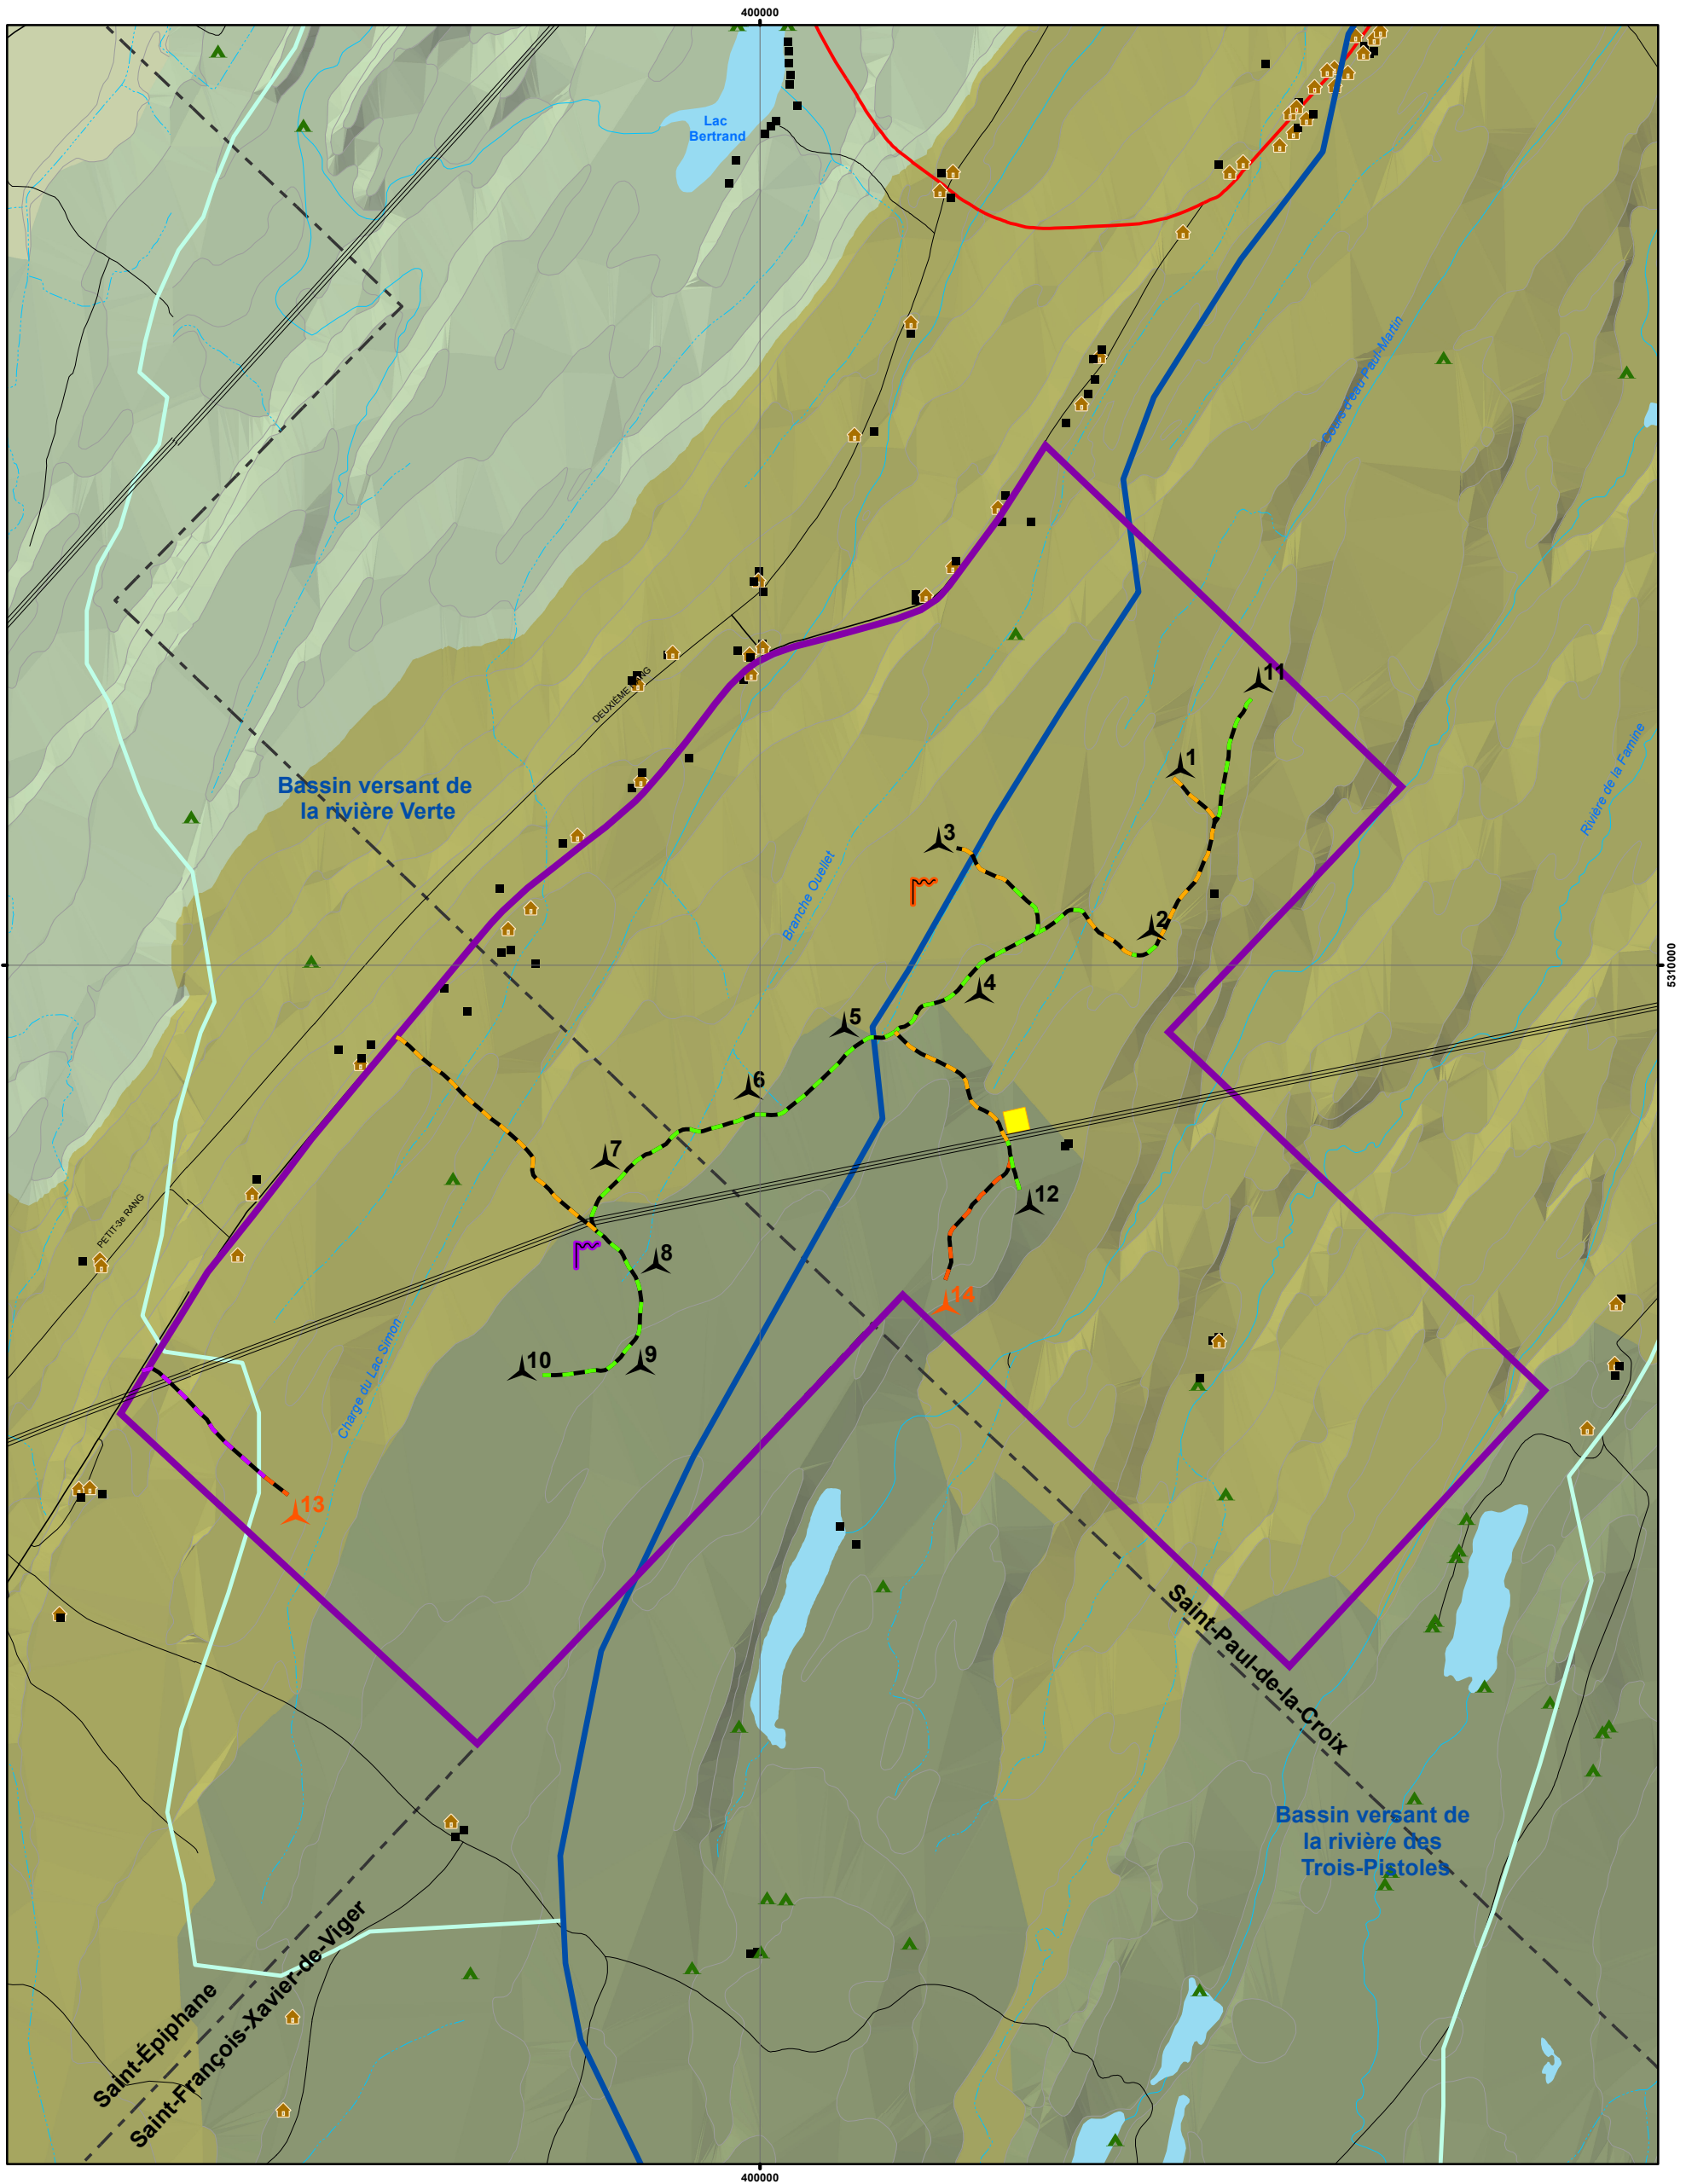 400000
Lac
Bertrand
Cours d'eau Paul-Martin
DEUXIÈME RANG
11
Bassin versant de
la rivière Verte
1
Rivière de la Famine
3
Branche Ouellet
2
5310000
4
5
6
7
12
PETIT-3e RANG
8
14
9
10
Charge du Lac Simon
13
Saint-Paul-de-la-Croix
Bassin versant de
la rivière des
Trois-Pistoles
Saint-Épiphane
Saint-François-Xavier-de-Viger
400000